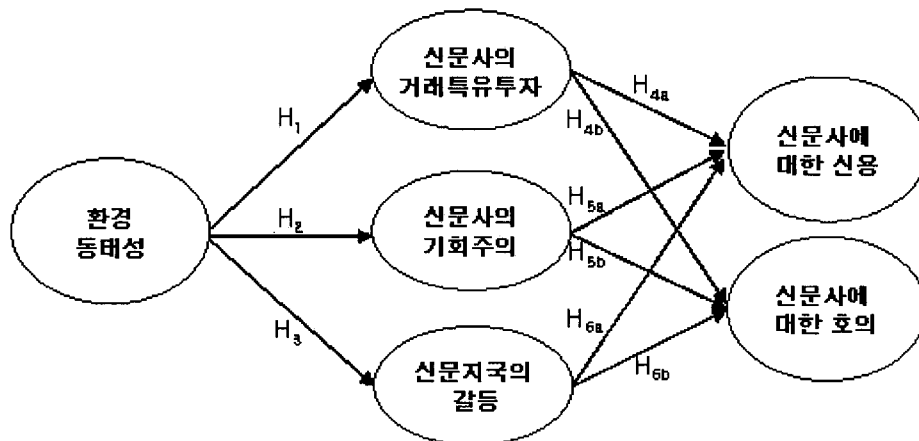 신문사의
거래특유투자
H1
H4a
H4b
신문사에
대한 신용
환경
동태성
H2
신문사의
기회주의
H5a
H5b
H3
신문지국의
갈등
H6a
H6b
신문사에
대한 호의